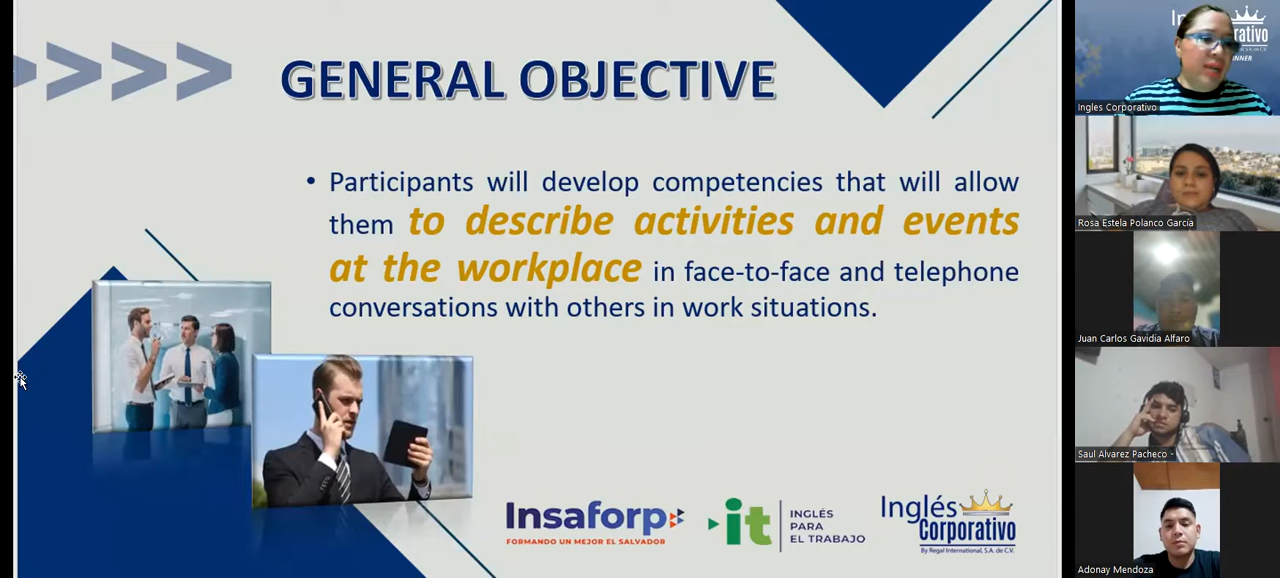 GENERAL OBJECTIVE
• Participants will develop competencies that will allow
them to describe activities and events
at the workplace in face-to-face and telephone
conversations with others in work situations.
Insaforp
FORMANDO UN MEJOR EL SALVADOR
it
INGLÉS
PARA
EL TRABAJO
Inglés
Corporativo
By Regal International, S.A. de C.V.
Ingles Corporativo
Rosa Estela Polanco García
Juan Carlos Gavidia Alfaro
Saul Alvarez Pacheco -
Adonay Mendoza